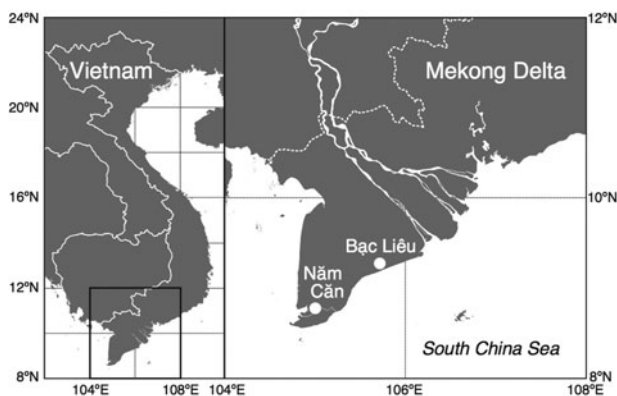 24°N
20°N
16°N
12°N
8°N
104°E
108°E
Vietnam
12°N
10°N
8°N
104°E
106°E
108°E
Mekong Delta
Bạc Liêu
Năm
Căn
South China Sea